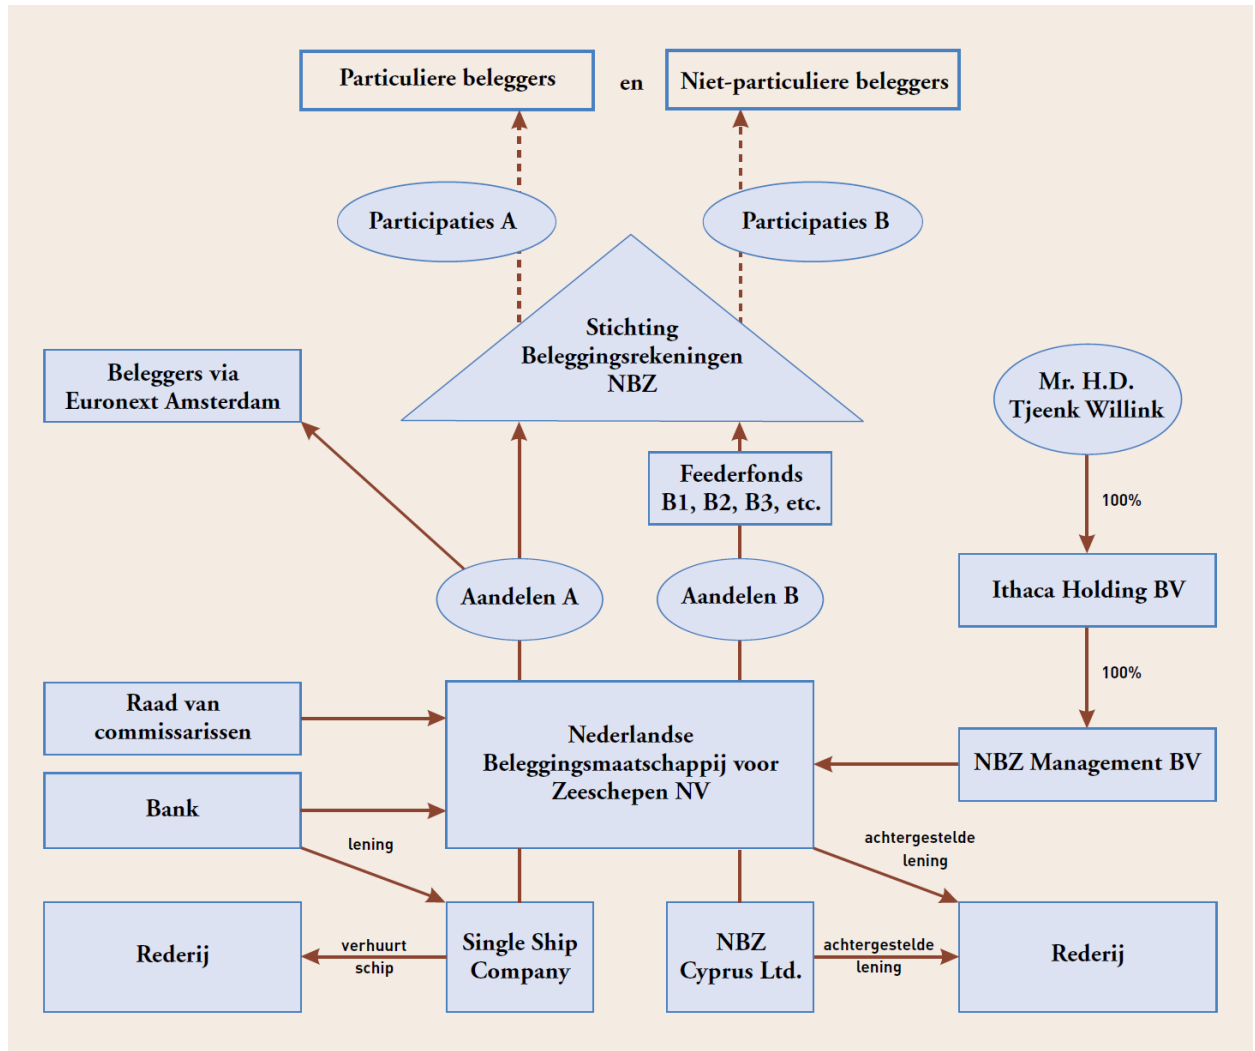 Particuliere beleggers
en
Niet-particuliere beleggers
Participaties A
Participaties B
Stichting
Beleggingsrekeningen
NBZ
Beleggers via
Euronext Amsterdam
Mr. H.D.
Tjeenk Willink
Feederfonds
B1, B2, B3, etc.
100%
Aandelen A
Aandelen B
Ithaca Holding BV
100%
Raad van
commissarissen
Nederlandse
Beleggingsmaatschappij voor
Zeeschepen NV
NBZ Management BV
Bank
lening
achtergestelde
lening
Rederij
verhuurt
schip
Single Ship
Company
NBZ
Cyprus Ltd.
achtergestelde
lening
Rederij